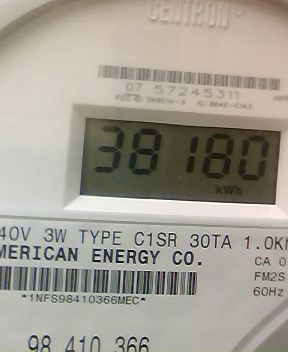 CENTRON
07 57245311
38180
kWh
40V 3W TYPE C1SR 30TA 1.0K
MERICAN ENERGY CO.
CA 0
FM2S
*1NFS98410366MEC*
60Hz
98 410 366